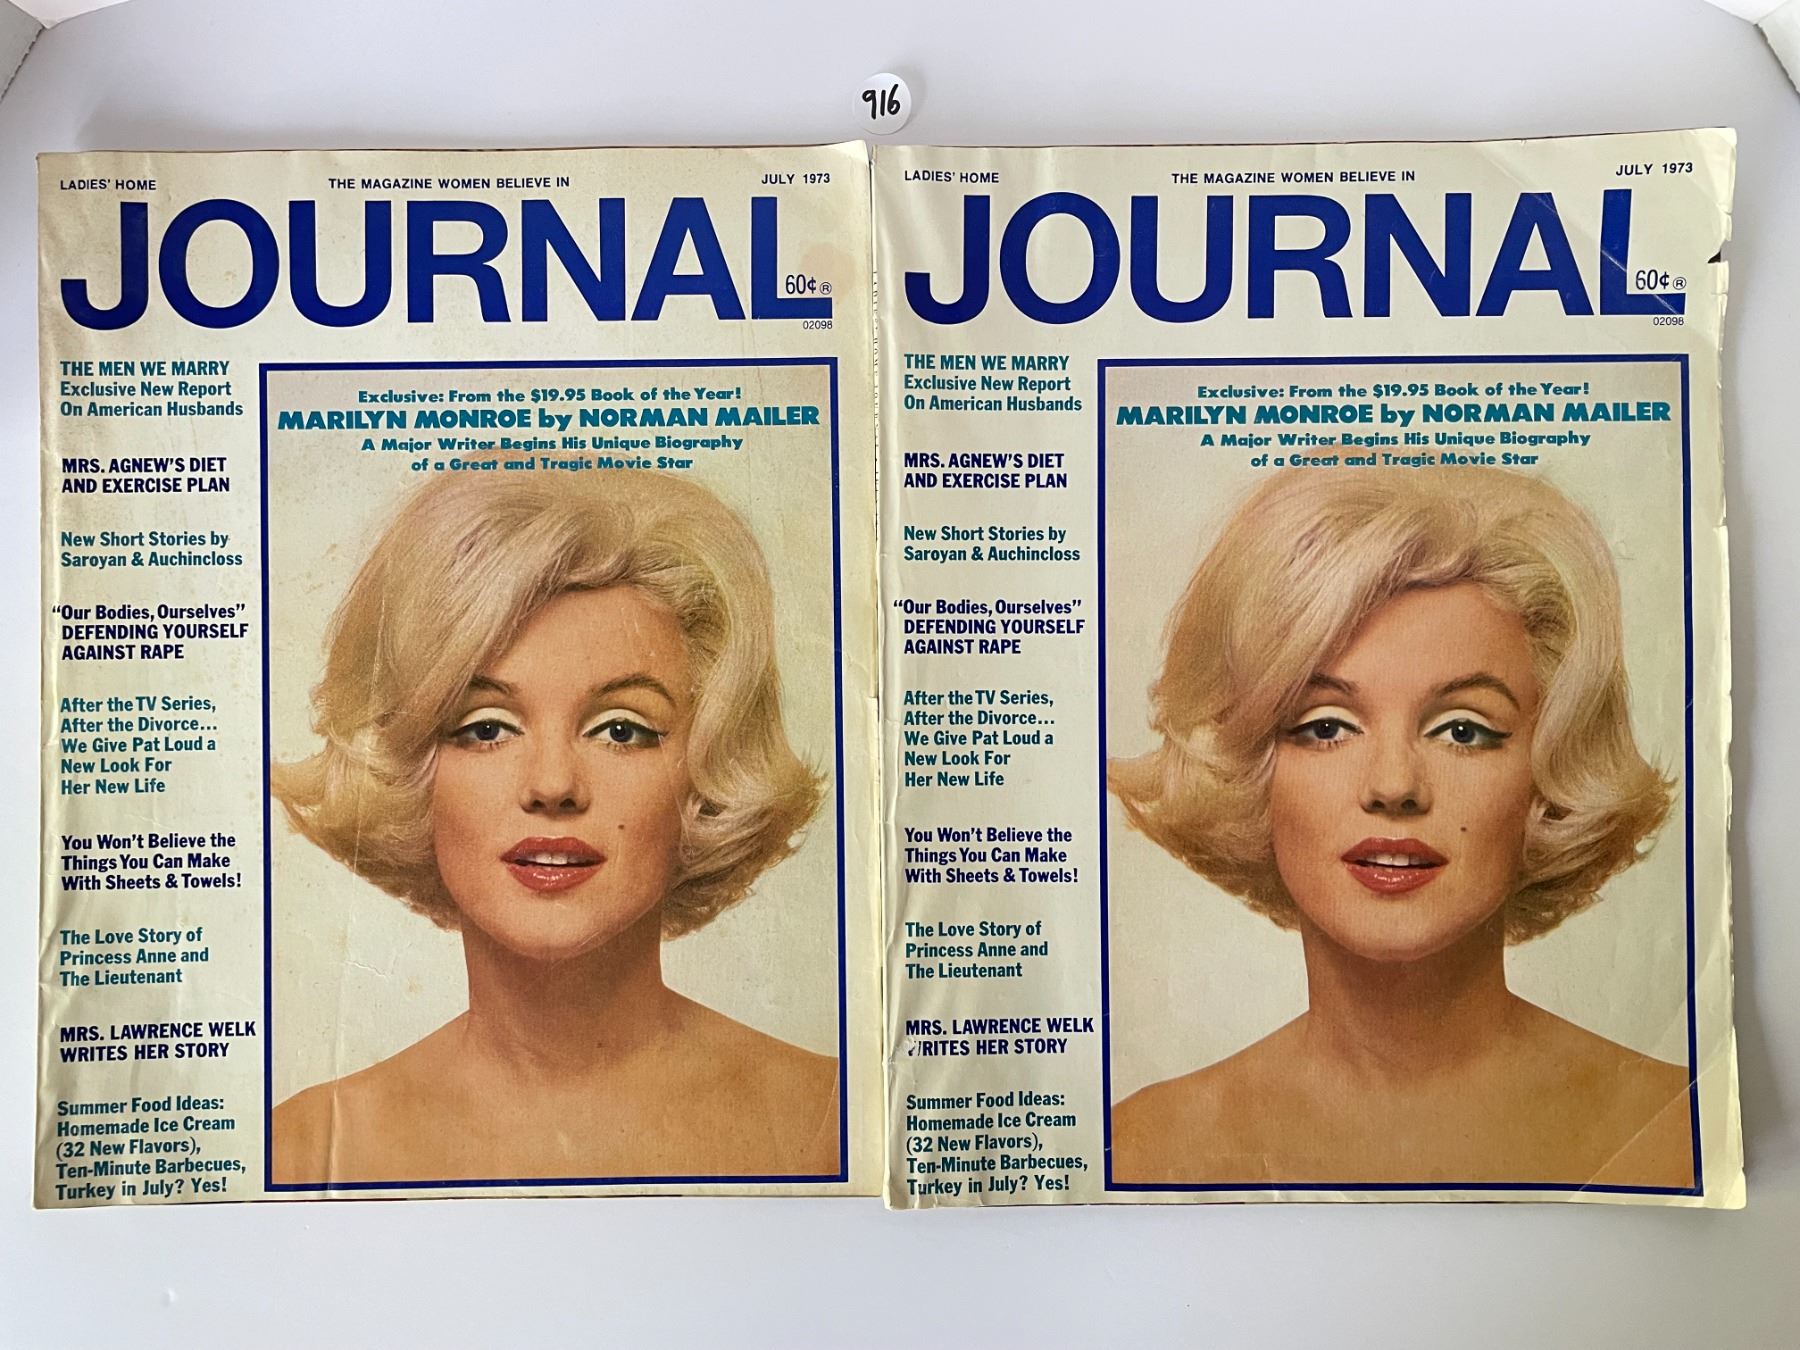 916
LADIES' HOME
THE MAGAZINE WOMEN BELIEVE IN
JULY 1973
JOURNAL
60¢ ®
02098
THE MEN WE MARRY
Exclusive New Report
On American Husbands
MRS. AGNEW'S DIET
AND EXERCISE PLAN
New Short Stories by
Saroyan & Auchincloss
"Our Bodies, Ourselves"
DEFENDING YOURSELF
AGAINST RAPE
After the TV Series,
After the Divorce...
We Give Pat Loud a
New Look For
Her New Life
You Won't Believe the
Things You Can Make
With Sheets & Towels!
The Love Story of
Princess Anne and
The Lieutenant
MRS. LAWRENCE WELK
WRITES HER STORY
Summer Food Ideas:
Homemade Ice Cream
(32 New Flavors),
Ten-Minute Barbecues,
Turkey in July? Yes!
Exclusive: From the $19.95 Book of the Year!
MARILYN MONROE by NORMAN MAILER
A Major Writer Begins His Unique Biography
of a Great and Tragic Movie Star
LADIES' HOME
THE MAGAZINE WOMEN BELIEVE IN
JULY 1973
JOURNAL
60¢ ®
02098
THE MEN WE MARRY
Exclusive New Report
On American Husbands
MRS. AGNEW'S DIET
AND EXERCISE PLAN
New Short Stories by
Saroyan & Auchincloss
"Our Bodies, Ourselves"
DEFENDING YOURSELF
AGAINST RAPE
After the TV Series,
After the Divorce...
We Give Pat Loud a
New Look For
Her New Life
You Won't Believe the
Things You Can Make
With Sheets & Towels!
The Love Story of
Princess Anne and
The Lieutenant
MRS. LAWRENCE WELK
WRITES HER STORY
Summer Food Ideas:
Homemade Ice Cream
(32 New Flavors),
Ten-Minute Barbecues,
Turkey in July? Yes!
Exclusive: From the $19.95 Book of the Year!
MARILYN MONROE by NORMAN MAILER
A Major Writer Begins His Unique Biography
of a Great and Tragic Movie Star